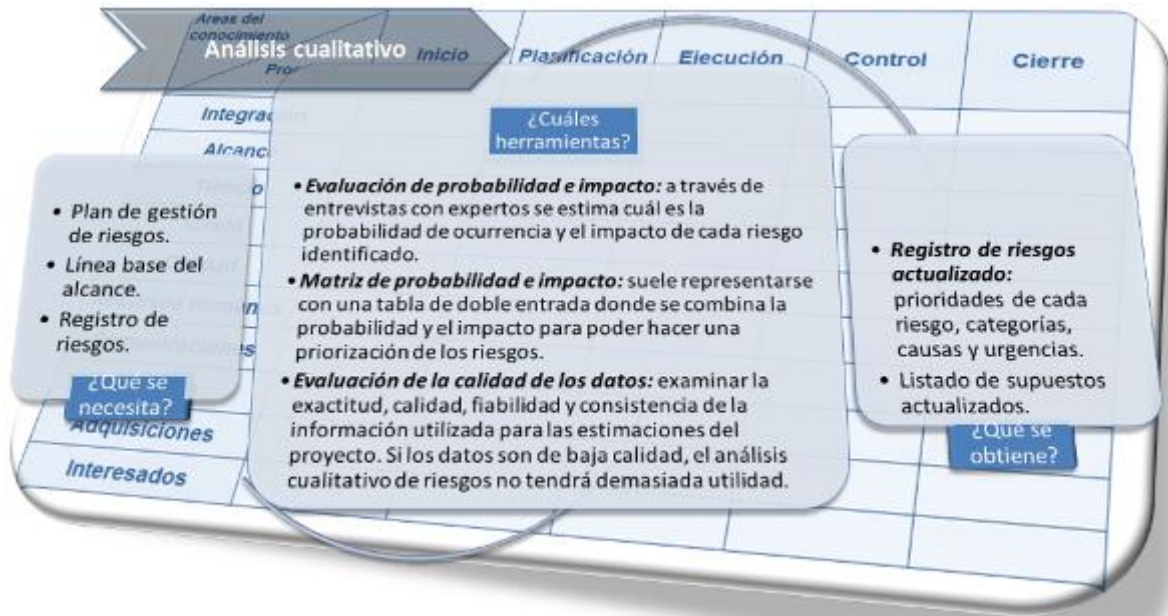 Áreas del
conocimiento
Análisis cualitativo
Inicio
Planificación
Ejecución
Control
Cierre
Integración
Alcance
Adquisiciones
Interesados
• Plan de gestión
de riesgos.
• Línea base del
alcance.
• Registro de
riesgos.
¿Qué se
necesita?
¿Cuáles
herramientas?
• Evaluación de probabilidad e impacto: a través de
entrevistas con expertos se estima cuál es la
probabilidad de ocurrencia y el impacto de cada riesgo
identificado.
• Matriz de probabilidad e impacto: suele representarse
con una tabla de doble entrada donde se combina la
probabilidad y el impacto para poder hacer una
priorización de los riesgos.
• Evaluación de la calidad de los datos: examinar la
exactitud, calidad, fiabilidad y consistencia de la
información utilizada para las estimaciones del
proyecto. Si los datos son de baja calidad, el análisis
cualitativo de riesgos no tendrá demasiada utilidad.
• Registro de riesgos
actualizado:
prioridades de cada
riesgo, categorías,
causas y urgencias.
• Listado de supuestos
actualizados.
¿Qué se
obtiene?